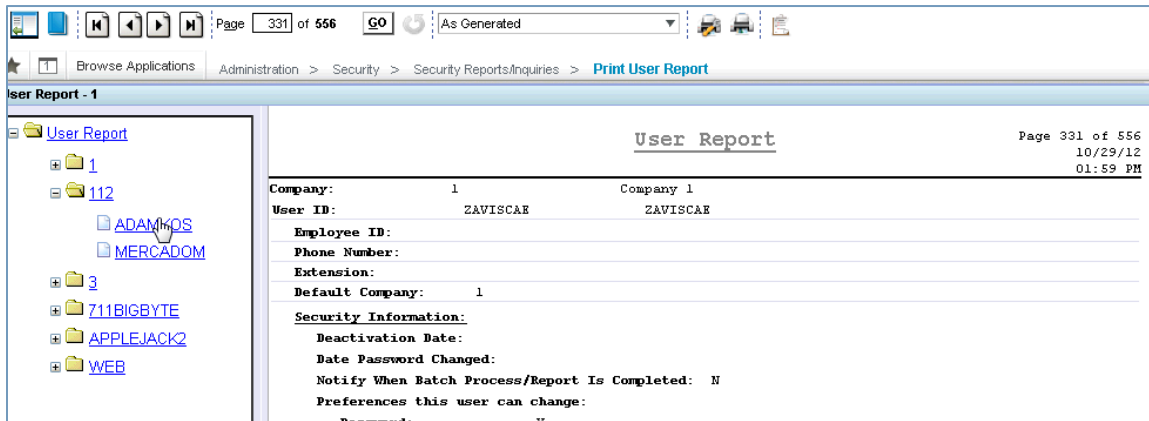 Page 331 of 556 GO As Generated
1 Browse Applications Administration > Security > Security Reports/Inquiries > Print User Report
User Report - 1
User Report
1
112
ADAMKOS
MERCADOM
3
711BIGBYTE
APPLEJACK2
WEB
User Report
Page 331 of 556
10/29/12
01:59 PM
Company: 1 Company 1
User ID: ZAVISCAE ZAVISCAE
Employee ID:
Phone Number:
Extension:
Default Company: 1
Security Information:
Deactivation Date:
Date Password Changed:
Notify When Batch Process/Report Is Completed: N
Preferences this user can change: